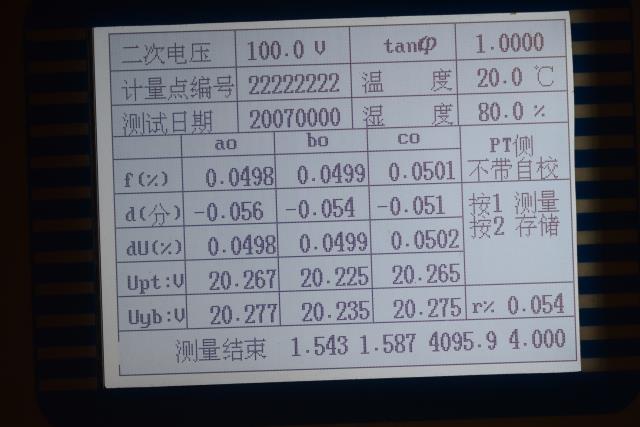 二次电压 100.0 V tanφ 1.0000
计量点编号 22222222 温 度 20.0 ℃
测试日期 20070000 湿 度 80.0 %
ao bo co PT侧
f(%) 0.0498 0.0499 0.0501 不带自校
d(分) -0.056 -0.054 -0.051 按1 测量
按2 存储
dU(%) 0.0498 0.0499 0.0502
Upt:V 20.267 20.225 20.265
Uyb:V 20.277 20.235 20.275 r% 0.054
测量结束 1.543 1.587 4095.9 4.000